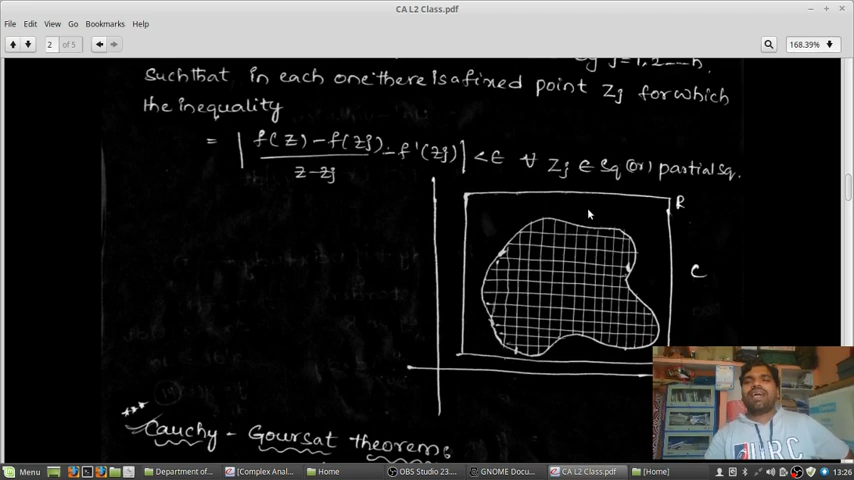 CA L2 Class.pdf
File Edit View Go Bookmarks Help
2 of 5 168.39%
j=1,2----n.
Such that in each one there is a fixed point Zj for which
the inequality
= | f(z) - f(zj) / z-zj - f'(zj) | < ε ∀ Zj ∈ Sq (or) partial sq.
R
C
*** Cauchy - Goursat theorem:
URC
Menu Department of... [Complex Anal... Home OBS Studio 23.... GNOME Docu... CA L2 Class.pdf [Home] 13:26